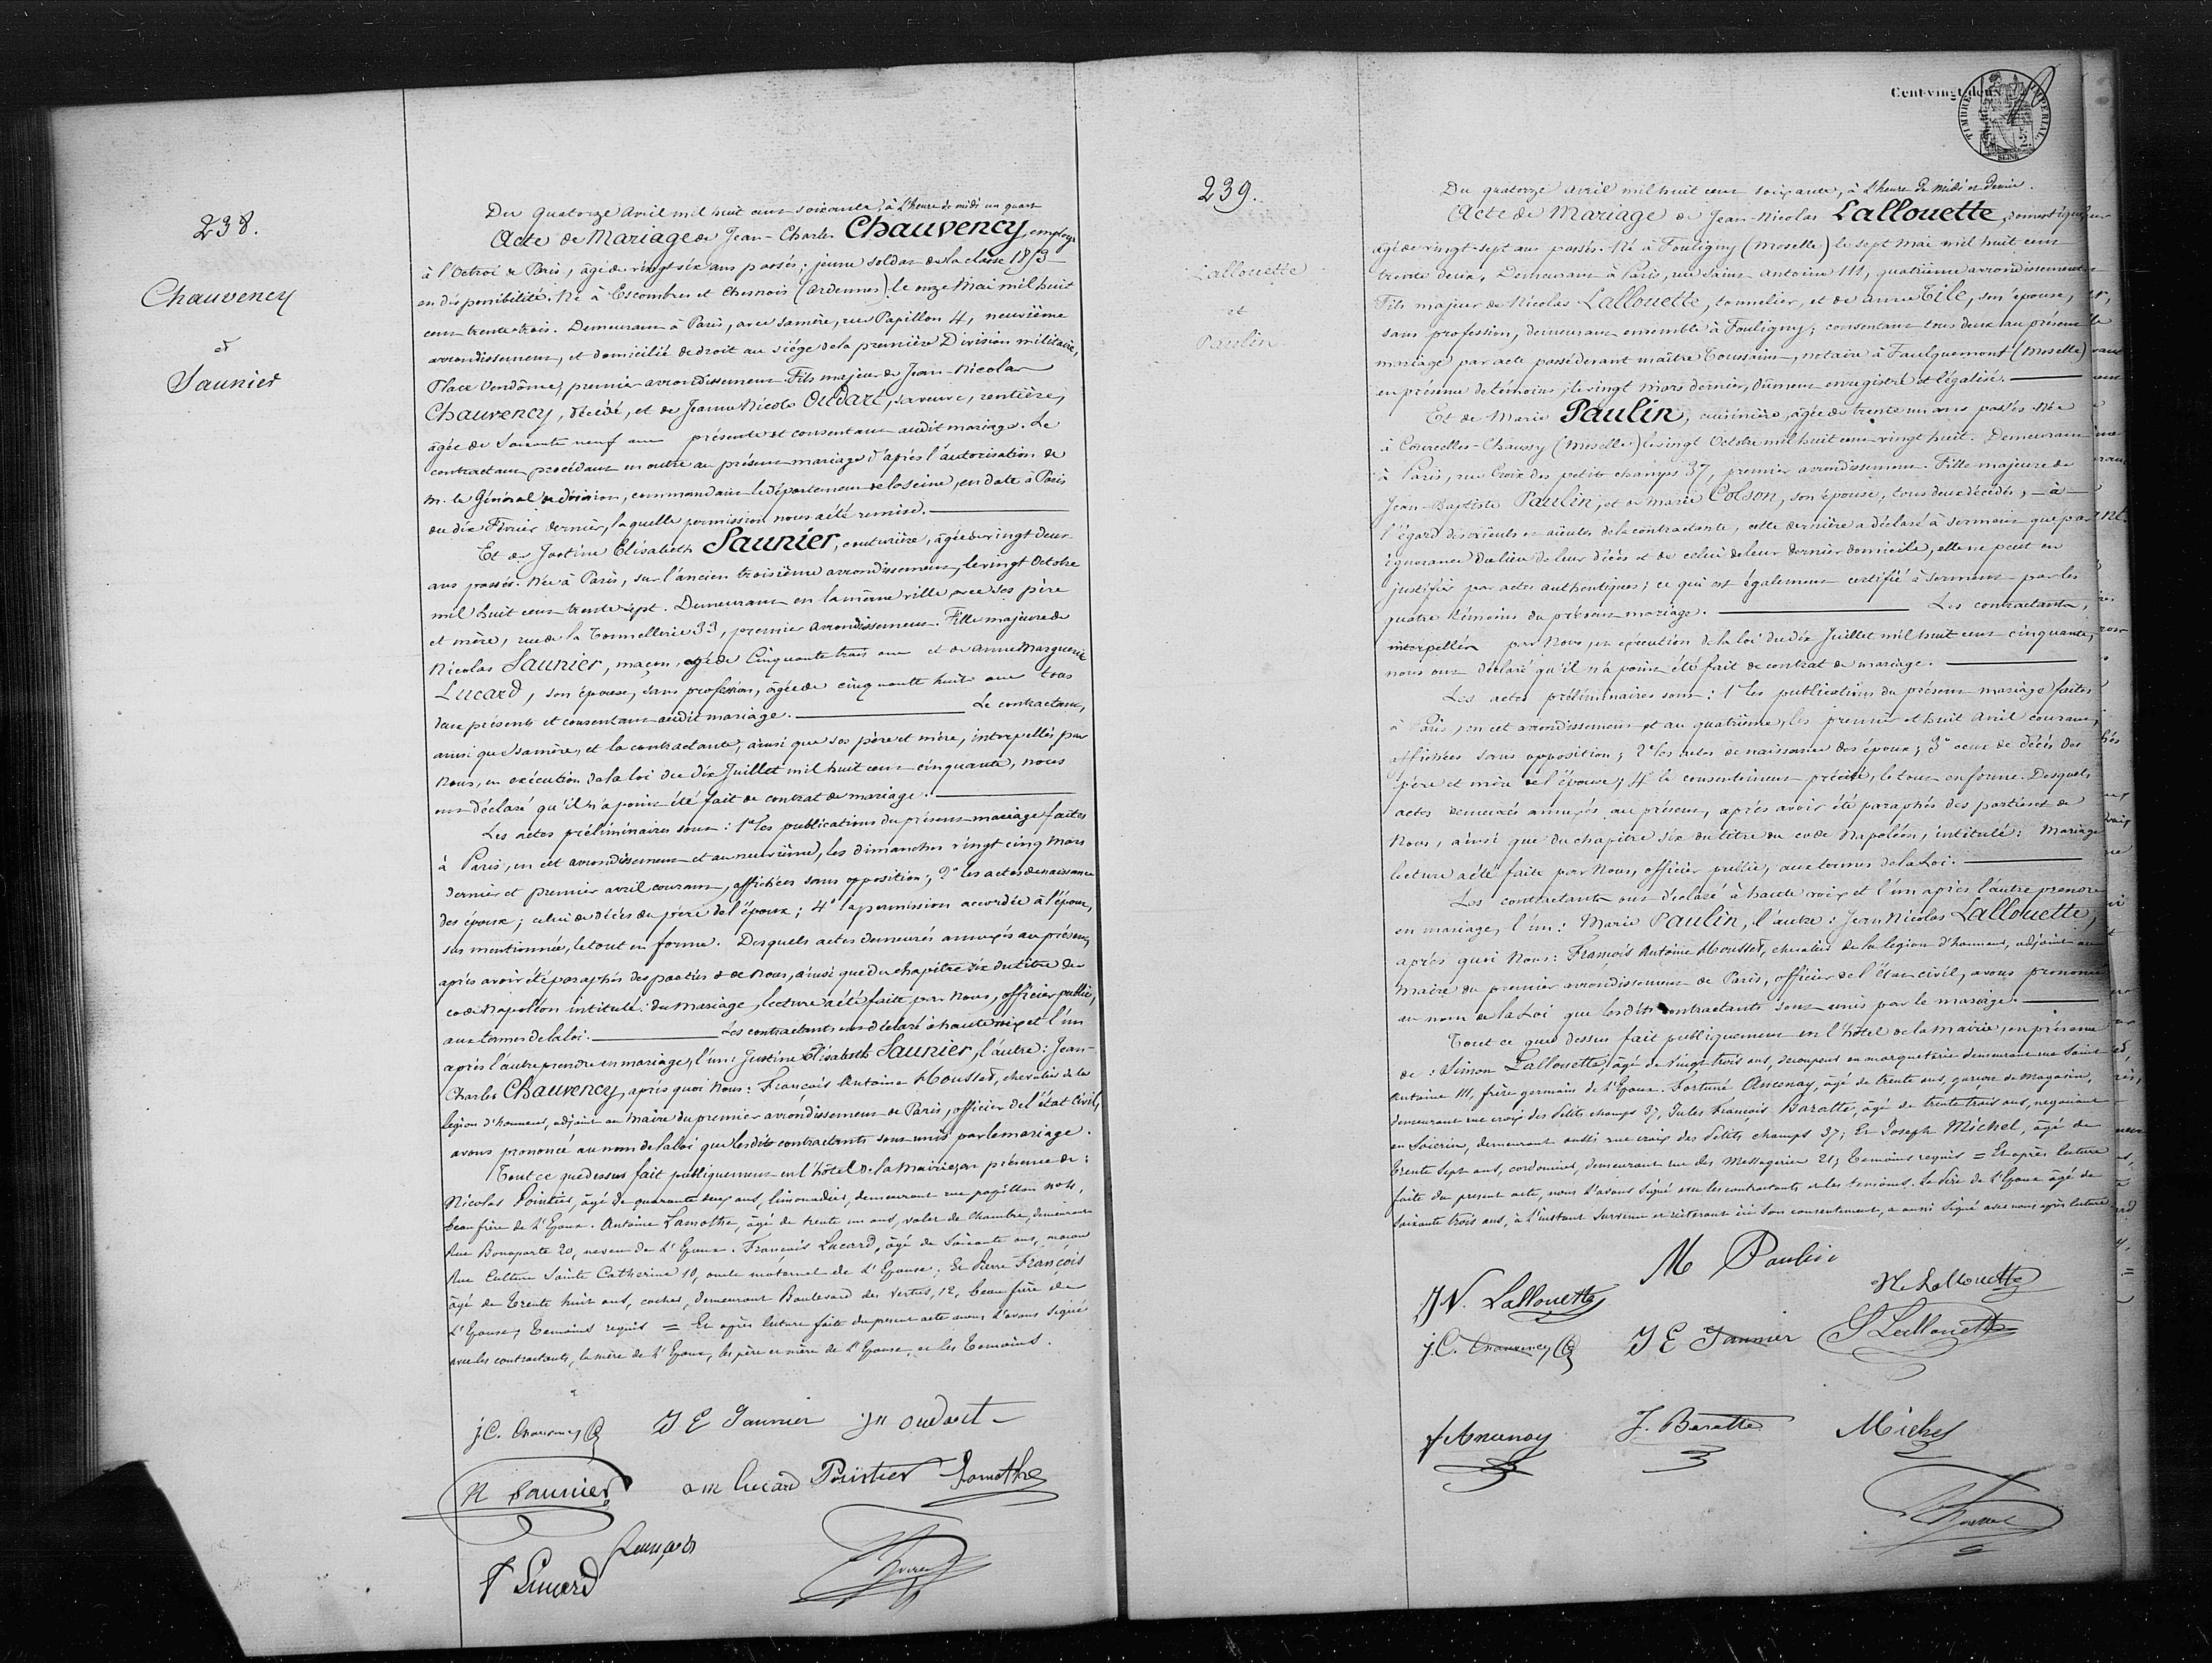 238.
Chauvency
et
Saunier
Du quatorze avril mil huit cent soixante, à l'heure de midi un quart
Acte de Mariage de Jean-Charles Chauvency, employé
à l'Octroi de Paris, âgé de vingt six ans passés; jeune soldat de la classe 1853
en disponibilité. Né à Escombres et Chesnois (Ardennes), le onze Mai mil huit
cent trente trois. Demeurant à Paris, avec sa mère, rue Papillon 4, neuvième
arrondissement, et domicilié de droit au siége de la première Division militaire,
Place Vendôme, premier arrondissement. Fils majeur de Jean-Nicolas
Chauvency, décédé, et de Jeanne Nicole Oudart, sa veuve, rentière,
âgée de Soixante neuf ans présente et consentant audit mariage. Le
contractant procédant en outre au présent mariage d'après l'autorisation de
M. le Général de division, commandant le département de la Seine, en date à Paris
du dix Février dernier, laquelle permission nous a été remise.
Et de Justine Elisabeth Saunier, couturière, âgée de vingt deux
ans passés. Née à Paris, sur l'ancien troisième arrondissement, le vingt Octobre
mil huit cent trente sept. Demeurant en la même ville avec ses père
et mère, rue de la Tonnellerie 33, premier arrondissement. Fille majeure de
Nicolas Saunier, maçon, âgé de Cinquante trois ans et de Anne Marguerite
Lucard, son épouse, sans profession, âgée de cinquante huit ans tous
deux présents et consentant audit mariage. Le contractant,
ainsi que sa mère, et la contractante, ainsi que ses père et mère, interpellés par
Nous, en exécution de la loi du dix Juillet mil huit cent cinquante, nous
ont déclaré qu'il n'a point été fait de contrat de mariage.
Les actes préliminaires sont: 1° les publications du présent mariage faites
à Paris, en cet arrondissement et au neuvième, les dimanches vingt cinq Mars
dernier et premier avril courant, affichées sans opposition; 2° les actes de naissance
des époux; celui de décès du père de l'époux; 4° la permission accordée à l'époux,
sus mentionnée, le tout en forme. Desquels actes demeurés annexés au présent,
après avoir été paraphés des parties & de Nous, ainsi que du chapitre six du titre du
code Napoléon intitulé: du Mariage, lecture a été faite par Nous, officier public,
aux termes de la loi. Les contractants ont déclaré à haute voix et l'un
après l'autre prendre en mariage, l'un: Justine Elisabeth Saunier, l'autre: Jean-
Charles Chauvency, après quoi Nous: François Antoine Housset, chevalier de la
légion d'honneur, adjoint au Maire du premier arrondissement de Paris, officier de l'état civil,
avons prononcé au nom de la loi que lesdits contractants sont unis par le mariage.
Tout ce que dessus fait publiquement en l'hôtel de la Mairie, en présence de:
Nicolas Pointier, âgé de quarante deux ans, limonadier, demeurant rue papillon No 4,
beau frère de l'Epoux. Antoine Lamothe, âgé de trente un ans, valet de Chambre, demeurant
Rue Bonaparte 20, neveu de l'Epoux. François Lucard, âgé de Soixante ans, maçon
Rue Culture Sainte Catherine 10, oncle maternel de l'Epouse; Et Pierre François
âgé de Trente huit ans, cocher, demeurant Boulevard des Vertus, 12, beau frère de
l'Epouse, Témoins requis = Et après lecture faite du présent acte nous l'avons signé
avec les contractants, la mère de l'Epoux, les père et mère de l'Epouse, et les Témoins.
J.C. Chauvency J E Saunier J N oudart
N Saunier a m lucard Pointier Lamothe
François
F Lucard
Cent-vingt-deux
TIMBRE IMPÉRIAL
SEINE
239.
Lallouette
et
Paulin
Du quatorze avril mil huit cent soixante, à l'heure de midi et demie.
Acte de Mariage de Jean-Nicolas Lallouette, domestique,
âgé de vingt-sept ans passés. Né à Fouligny (Moselle) le sept Mai mil huit cent
trente deux. Demeurant à Paris, rue Saint Antoine 111, quatrième arrondissement.
Fils majeur de Nicolas Lallouette, tonnelier, et de Anne Tile, son épouse,
sans profession, demeurant ensemble à Fouligny; consentant tous deux au présent
mariage par acte passé devant maître Toussaint, notaire à Faulquemont (Moselle)
en présence de témoins, le vingt Mars dernier, dûment enregistré et légalisé.
Et de Marie Paulin, cuisinière, âgée de trente un ans passés. Née
à Courcelles-Chaussy (Moselle) le vingt Octobre mil huit cent vingt huit. Demeurant
à Paris, rue Croix des petits champs 37, premier arrondissement. Fille majeure de
Jean-Baptiste Paulin, et de Marie Colson, son épouse, tous deux décédés, à
l'égard des aïeuls et aïeules de la contractante, cette dernière a déclaré à serment que par
ignorance du lieu de leur décès et de celui de leur dernier domicile, elle ne peut en
justifier par actes authentiques; ce qui est également certifié à serment par les
quatre témoins du présent mariage. Les contractants,
interpellés par Nous, en exécution de la loi du dix Juillet mil huit cent cinquante,
nous ont déclaré qu'il n'a point été fait de contrat de mariage.
Les actes préliminaires sont: 1° les publications du présent mariage faites
à Paris, en cet arrondissement et au quatrième, les premier et huit Avril courant,
affichées sans opposition; 2° les actes de naissance des époux; 3° ceux de décès des
père et mère de l'épouse; 4° le consentement précité, le tout en forme. Desquels
actes demeurés annexés au présent, après avoir été paraphés des parties et de
Nous, ainsi que du chapitre six du titre du code Napoléon, intitulé: Mariage
lecture a été faite par Nous, officier public, aux termes de la Loi.
Les contractants ont déclaré à haute voix et l'un après l'autre prendre
en mariage, l'un: Marie Paulin, l'autre: Jean Nicolas Lallouette,
après quoi Nous: François Antoine Housset, chevalier de la légion d'honneur, adjoint au
Maire du premier arrondissement de Paris, officier de l'état civil, avons prononcé
au nom de la Loi que lesdits contractants sont unis par le mariage.
Tout ce que dessus fait publiquement en l'hôtel de la Mairie, en présence
de: Simon Lallouette, âgé de vingt trois ans, découpeur en marqueterie demeurant rue Saint
Antoine 111, frère germain de l'Epoux. Fortuné Ancenay, âgé de trente ans, garçon de Magasin,
demeurant rue croix des Petits champs 37, Jules François Baratte, âgé de trente trois ans, négociant
en Soieries, demeurant aussi rue croix des Petits champs 37; Et Joseph Michel, âgé de
trente sept ans, cordonnier, demeurant rue des Messageries 21; Témoins requis = Et après lecture
faite du present acte, nous l'avons signé avec les contractants et les témoins. Le Père de l'Epoux âgé de
soixante trois ans, à l'instant survenu et réitérant ici son consentement, a aussi signé avec nous après lecture
M Paulin
J N. Lallouette N Lallouette
J.C. Chauvency J E Saunier S Lallouette
f Ancenay J. Baratte Michel